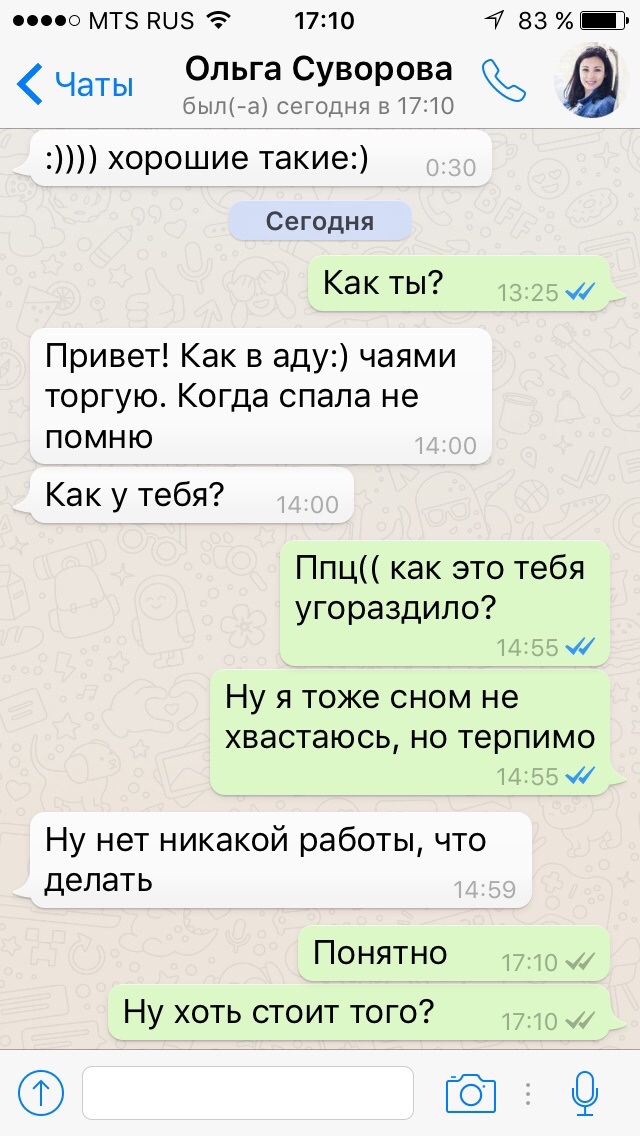 MTS RUS 17:10 83 %
Чаты Ольга Суворова
был(-а) сегодня в 17:10
:)))) хорошие такие:) 0:30
Сегодня
Как ты? 13:25
Привет! Как в аду:) чаями
торгую. Когда спала не
помню 14:00
Как у тебя? 14:00
Ппц(( как это тебя
угораздило?
14:55
Ну я тоже сном не
хвастаюсь, но терпимо
14:55
Ну нет никакой работы, что
делать 14:59
Понятно 17:10
Ну хоть стоит того? 17:10